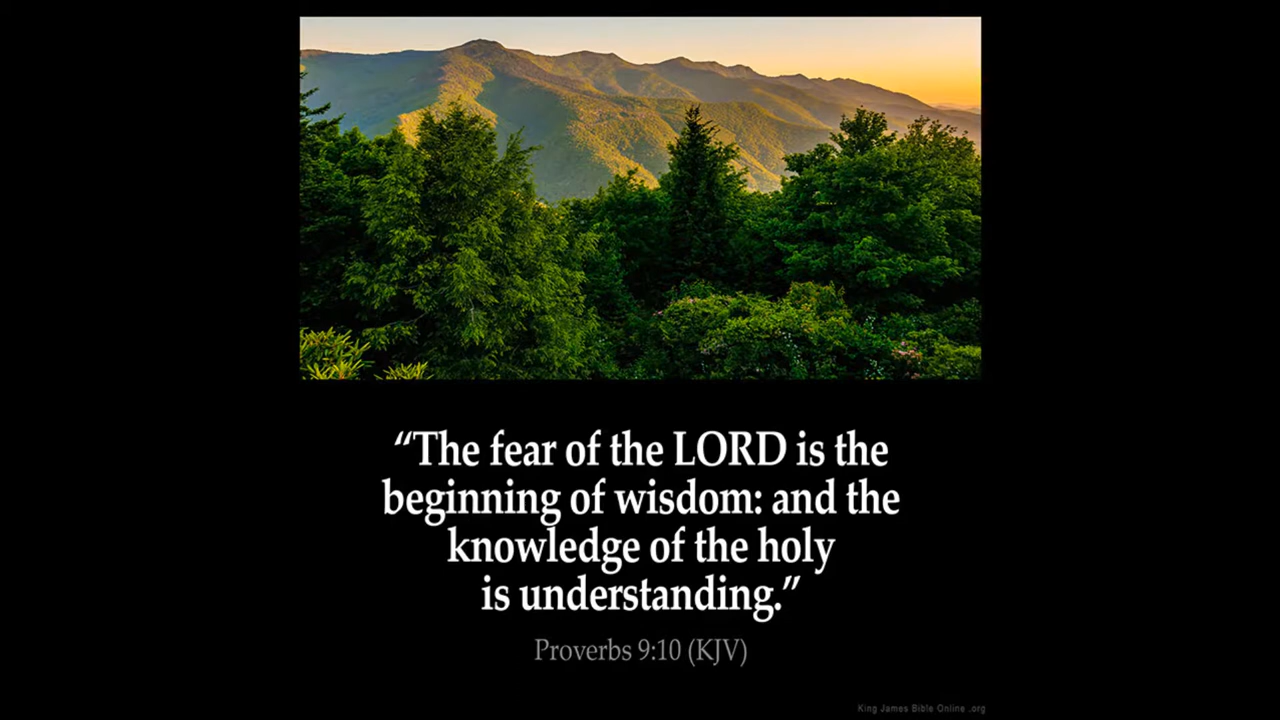 “The fear of the LORD is the
beginning of wisdom: and the
knowledge of the holy
is understanding.”
Proverbs 9:10 (KJV)
King James Bible Online .org